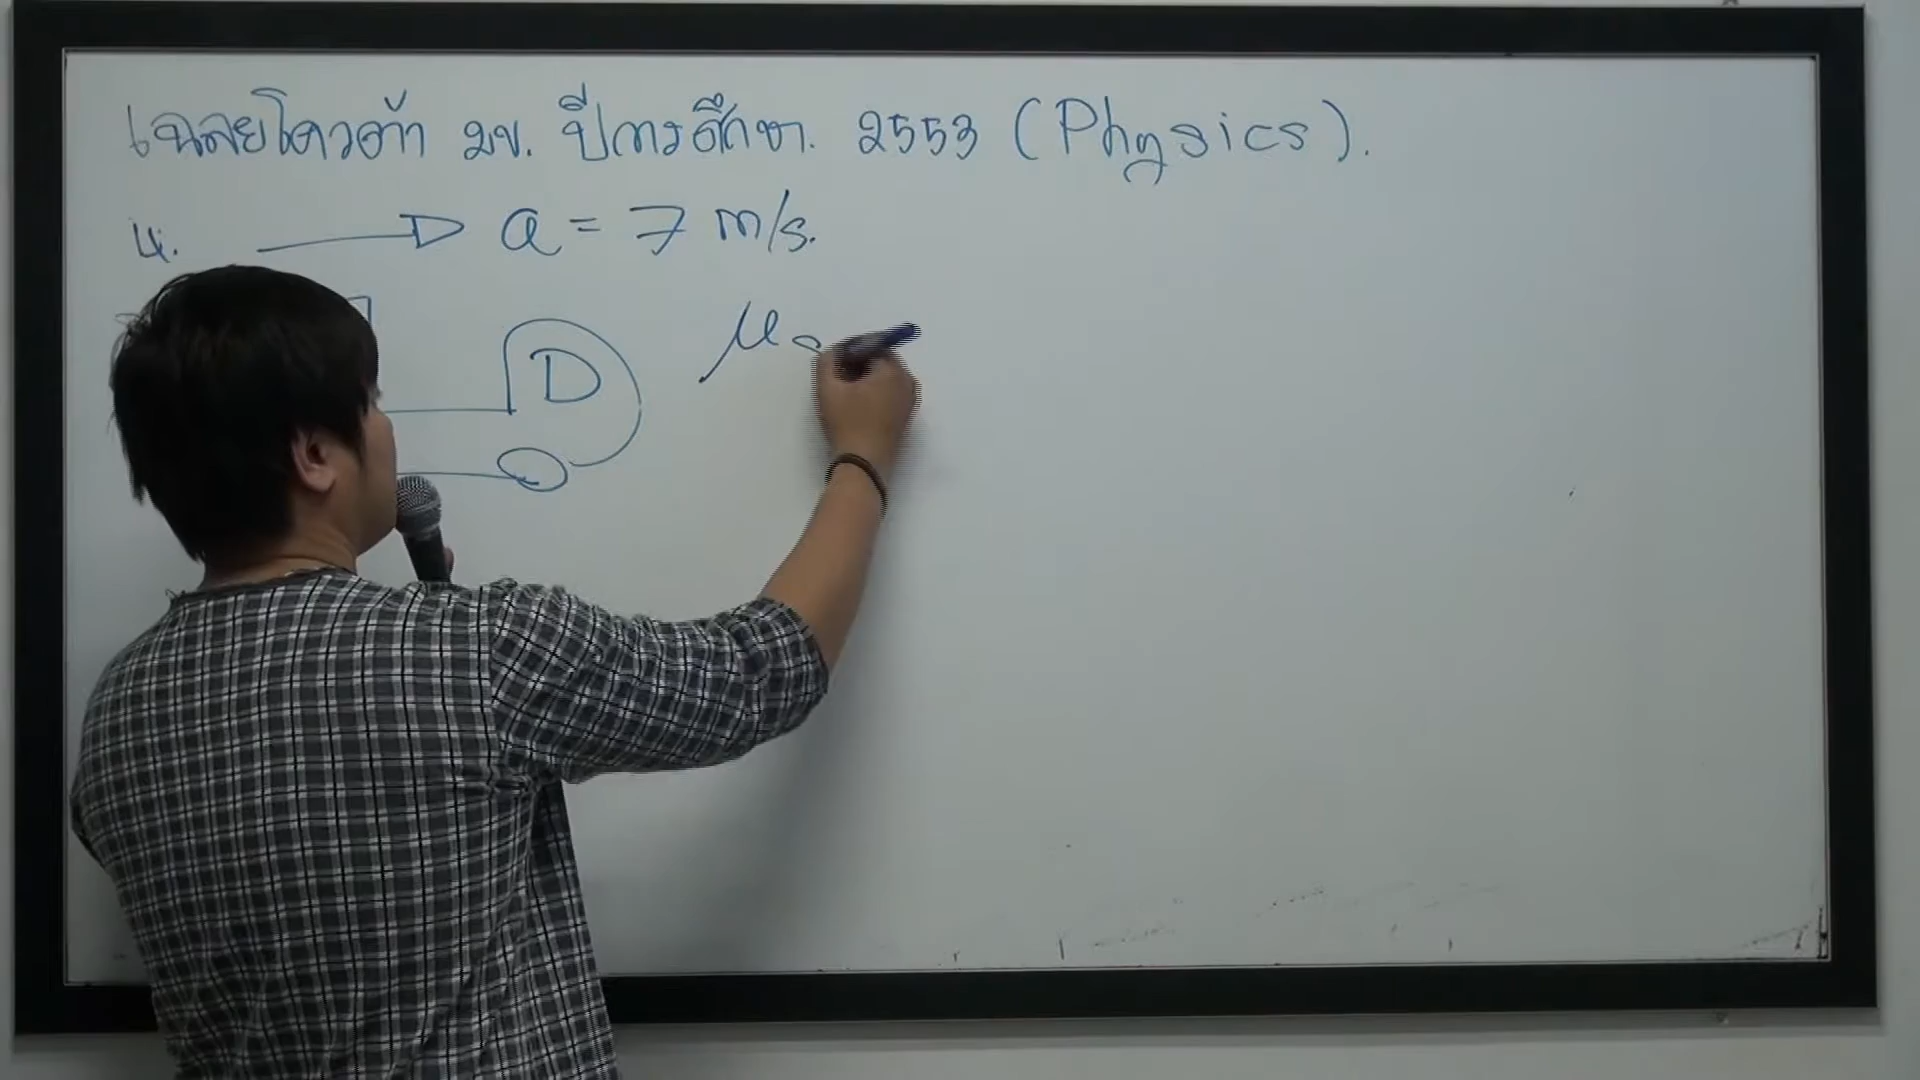 เฉลยโควต้า มข. ปีการศึกษา. 2553 (Physics).
4. a = 7 m/s.
D
μ